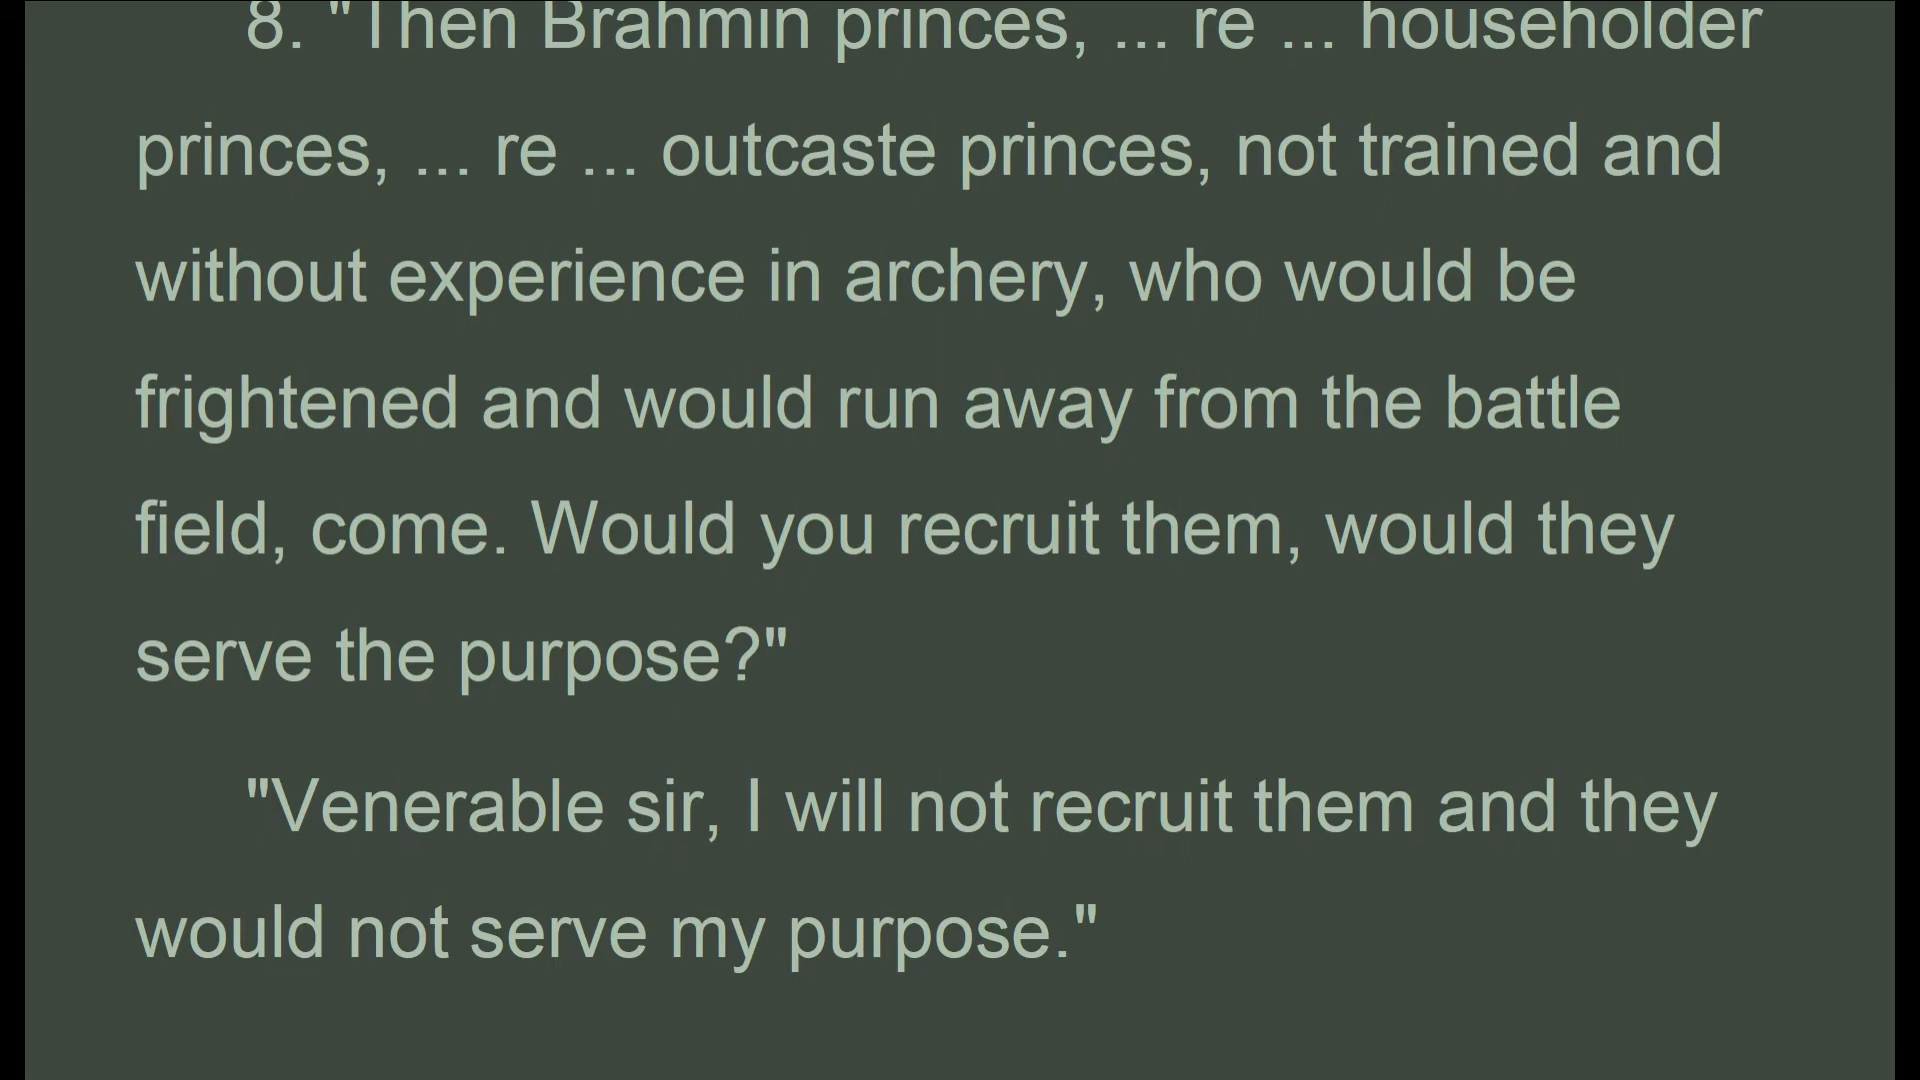 8. "Then Brahmin princes, ... re ... householder
princes, ... re ... outcaste princes, not trained and
without experience in archery, who would be
frightened and would run away from the battle
field, come. Would you recruit them, would they
serve the purpose?"
"Venerable sir, I will not recruit them and they
would not serve my purpose."